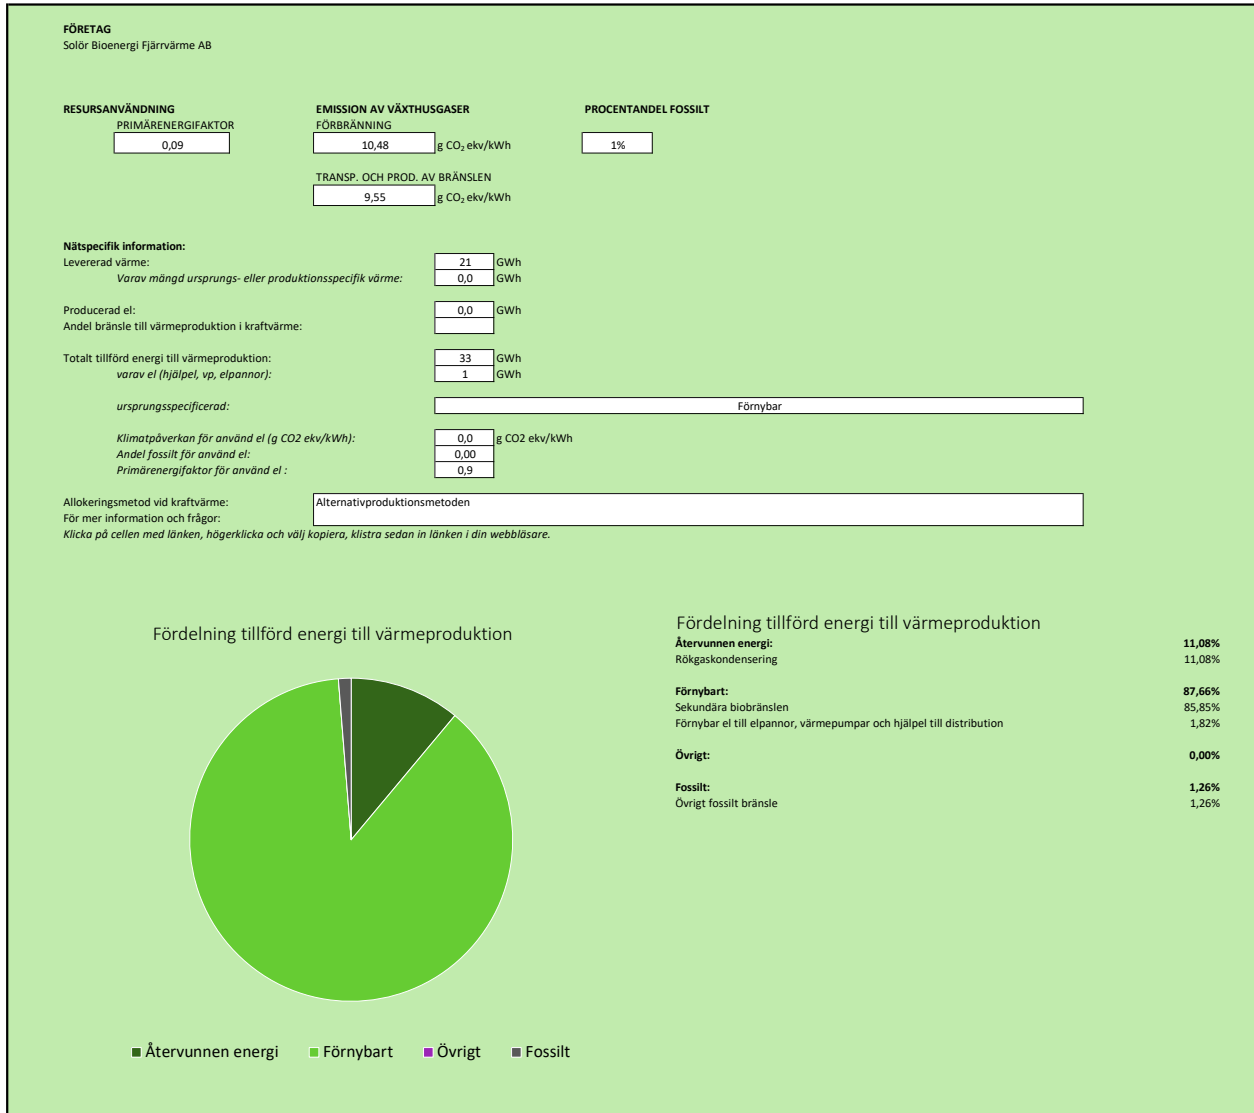 FÖRETAG
Solör Bioenergi Fjärrvärme AB
RESURSANVÄNDNING EMISSION AV VÄXTHUSGASER PROCENTANDEL FOSSILT
PRIMÄRENERGIFAKTOR FÖRBRÄNNING
0,09 10,48 g CO₂ ekv/kWh 1%
TRANSP. OCH PROD. AV BRÄNSLEN
9,55 g CO₂ ekv/kWh
Nätspecifik information:
Levererad värme: 21 GWh
Varav mängd ursprungs- eller produktionsspecifik värme: 0,0 GWh
Producerad el: 0,0 GWh
Andel bränsle till värmeproduktion i kraftvärme:
Totalt tillförd energi till värmeproduktion: 33 GWh
varav el (hjälpel, vp, elpannor): 1 GWh
ursprungsspecificerad: Förnybar
Klimatpåverkan för använd el (g CO2 ekv/kWh): 0,0 g CO2 ekv/kWh
Andel fossilt för använd el: 0,00
Primärenergifaktor för använd el : 0,9
Allokeringsmetod vid kraftvärme: Alternativproduktionsmetoden
För mer information och frågor:
Klicka på cellen med länken, högerklicka och välj kopiera, klistra sedan in länken i din webbläsare.
Fördelning tillförd energi till värmeproduktion
Återvunnen energi Förnybart Övrigt Fossilt
Fördelning tillförd energi till värmeproduktion
Återvunnen energi: 11,08%
Rökgaskondensering 11,08%
Förnybart: 87,66%
Sekundära biobränslen 85,85%
Förnybar el till elpannor, värmepumpar och hjälpel till distribution 1,82%
Övrigt: 0,00%
Fossilt: 1,26%
Övrigt fossilt bränsle 1,26%